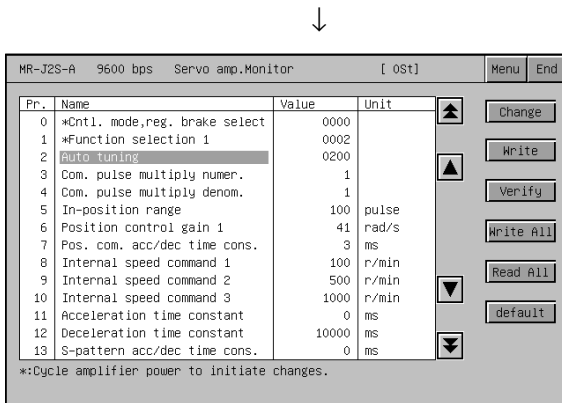 ↓
MR-J2S-A 9600 bps Servo amp.Monitor [ 0St] Menu End
Pr. Name Value Unit
0 *Cntl. mode,reg. brake select 0000
1 *Function selection 1 0002
2 Auto tuning 0200
3 Com. pulse multiply numer. 1
4 Com. pulse multiply denom. 1
5 In-position range 100 pulse
6 Position control gain 1 41 rad/s
7 Pos. com. acc/dec time cons. 3 ms
8 Internal speed command 1 100 r/min
9 Internal speed command 2 500 r/min
10 Internal speed command 3 1000 r/min
11 Acceleration time constant 0 ms
12 Deceleration time constant 10000 ms
13 S-pattern acc/dec time cons. 0 ms
Change
Write
Verify
Write All
Read All
default
*:Cycle amplifier power to initiate changes.